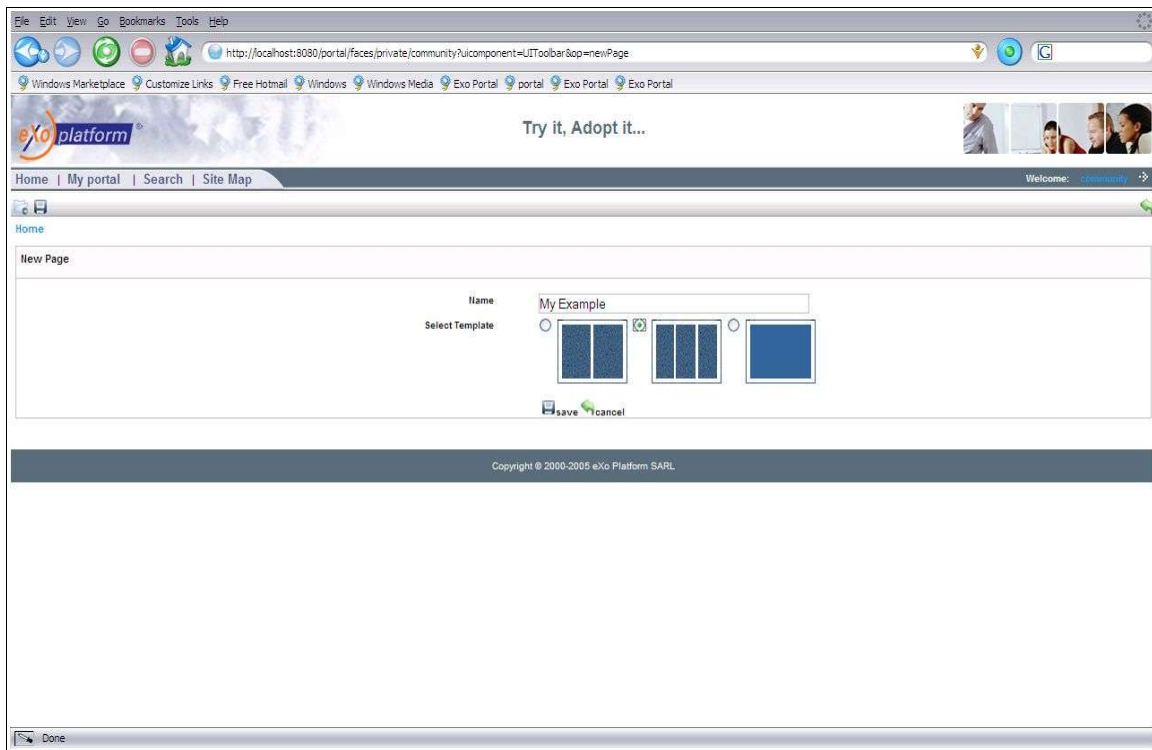 File Edit View Go Bookmarks Tools Help
http://localhost:8080/portal/faces/private/community?uicomponent=UIToolbar&op=newPage
G
Windows Marketplace Customize Links Free Hotmail Windows Windows Media Exo Portal portal Exo Portal Exo Portal
eXo platform ®
Try it, Adopt it...
Home | My portal | Search | Site Map
Welcome: community
Home
New Page
Name My Example
Select Template
save cancel
Copyright © 2000-2005 eXo Platform SARL
Done